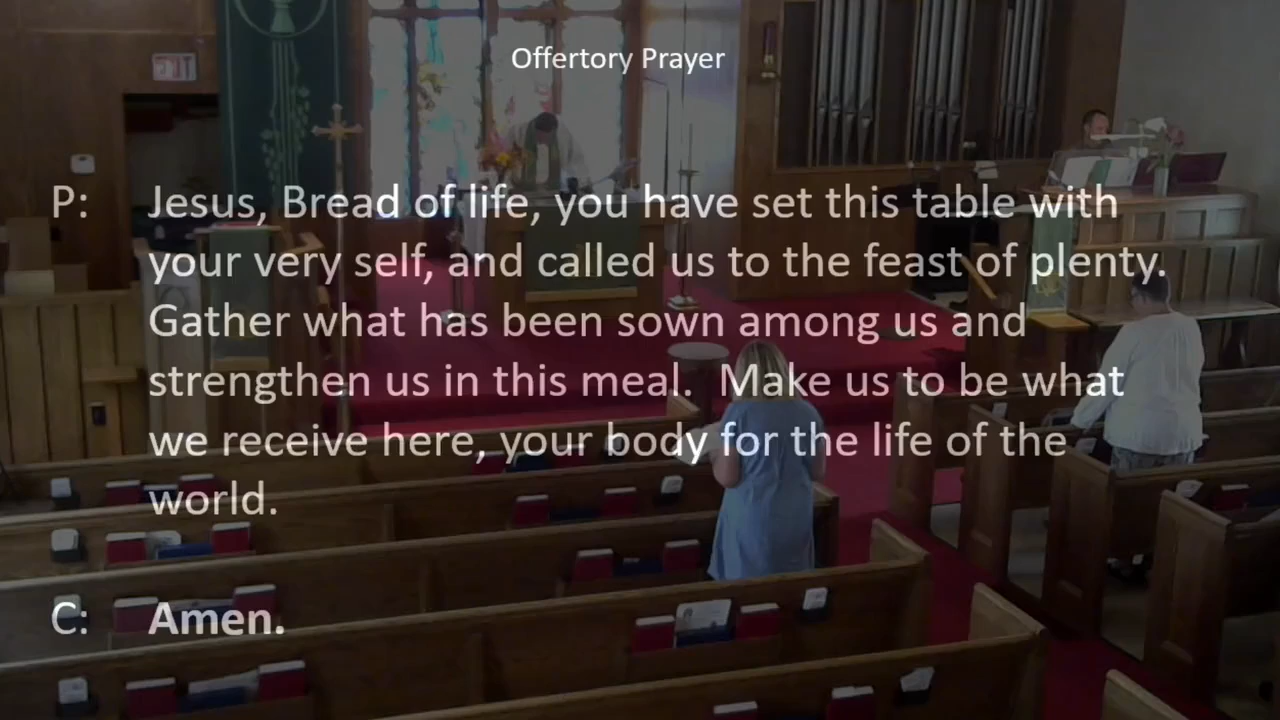 Offertory Prayer
P: Jesus, Bread of life, you have set this table with
your very self, and called us to the feast of plenty.
Gather what has been sown among us and
strengthen us in this meal.  Make us to be what
we receive here, your body for the life of the
world.
C: Amen.